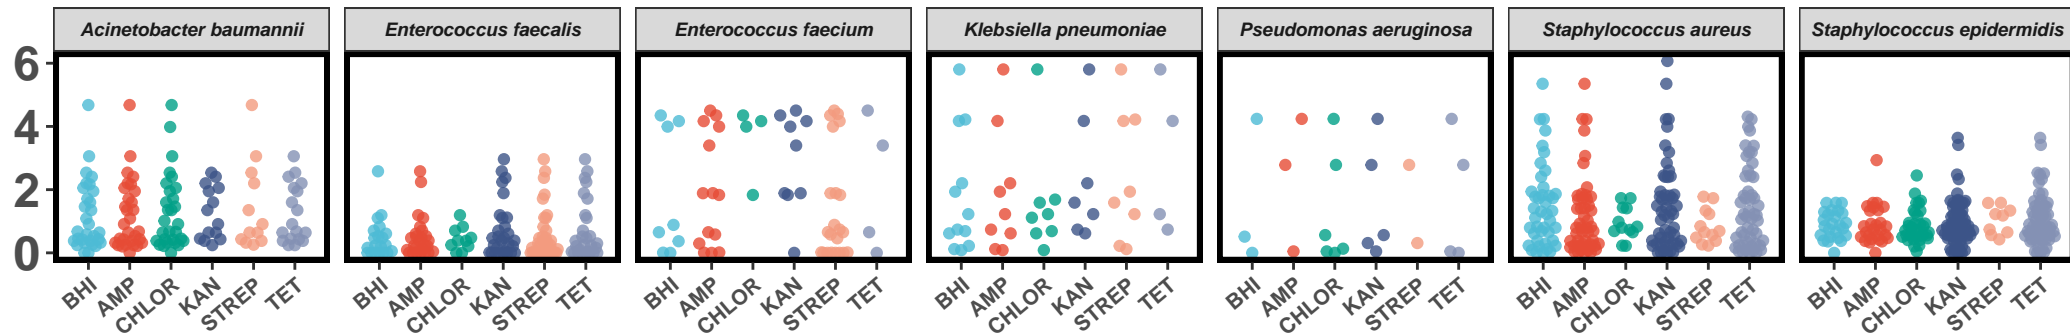 Acinetobacter baumannii
Enterococcus faecalis
Enterococcus faecium
Klebsiella pneumoniae
Pseudomonas aeruginosa
Staphylococcus aureus
Staphylococcus epidermidis
6
4
2
0
BHI
AMP
CHLOR
KAN
STREP
TET
BHI
AMP
CHLOR
KAN
STREP
TET
BHI
AMP
CHLOR
KAN
STREP
TET
BHI
AMP
CHLOR
KAN
STREP
TET
BHI
AMP
CHLOR
KAN
STREP
TET
BHI
AMP
CHLOR
KAN
STREP
TET
BHI
AMP
CHLOR
KAN
STREP
TET